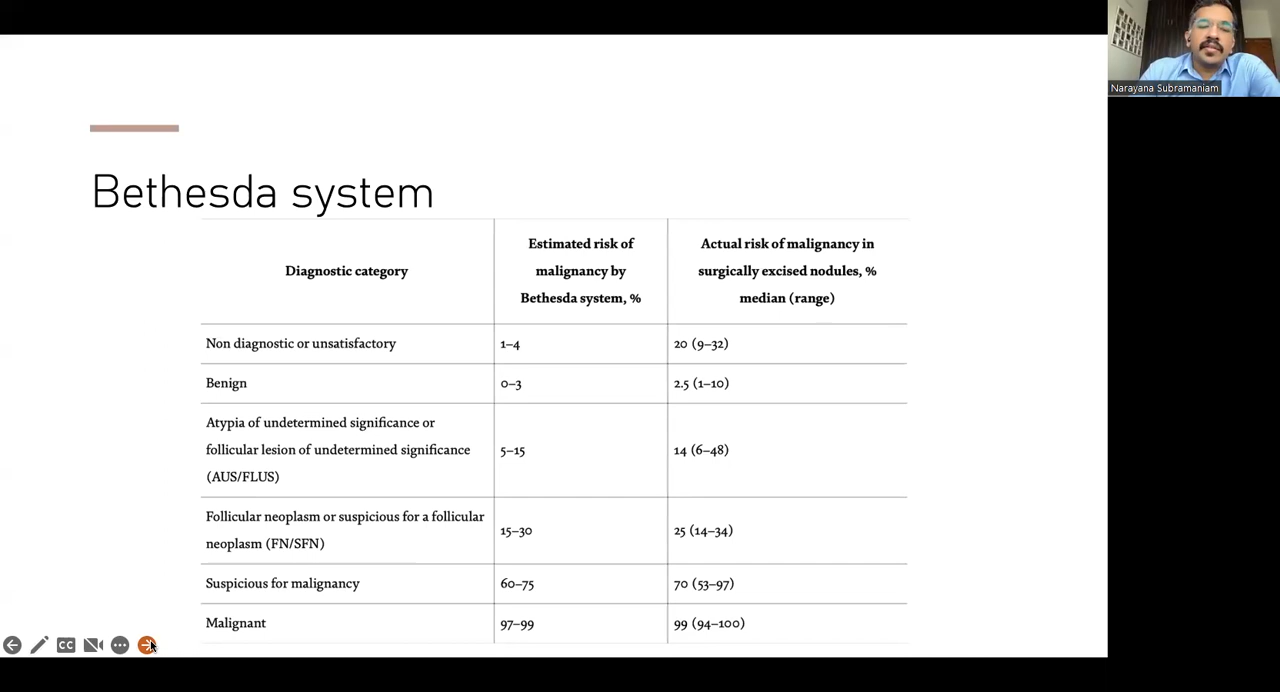 Narayana Subramaniam
Bethesda system
Diagnostic category
Estimated risk of
malignancy by
Bethesda system, %
Actual risk of malignancy in
surgically excised nodules, %
median (range)
Non diagnostic or unsatisfactory
1–4
20 (9–32)
Benign
0–3
2.5 (1–10)
Atypia of undetermined significance or
follicular lesion of undetermined significance
(AUS/FLUS)
5–15
14 (6–48)
Follicular neoplasm or suspicious for a follicular
neoplasm (FN/SFN)
15–30
25 (14–34)
Suspicious for malignancy
60–75
70 (53–97)
Malignant
97–99
99 (94–100)
CC